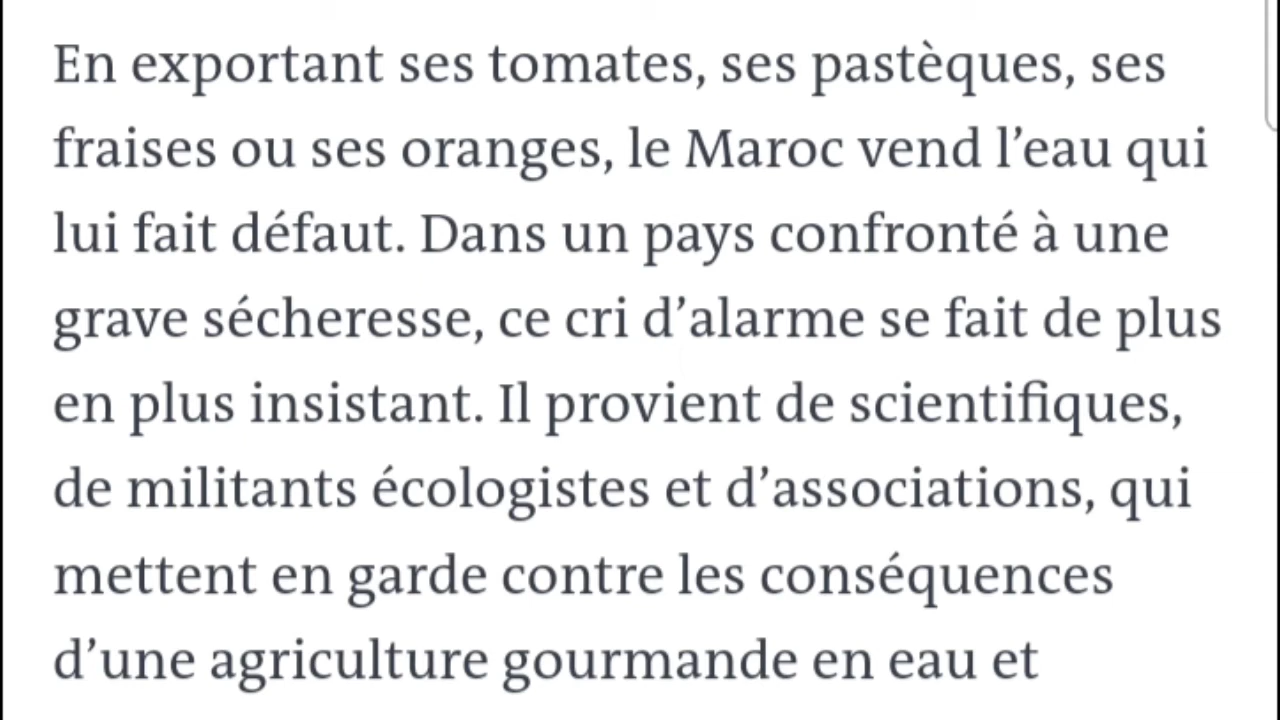 En exportant ses tomates, ses pastèques, ses
fraises ou ses oranges, le Maroc vend l’eau qui
lui fait défaut. Dans un pays confronté à une
grave sécheresse, ce cri d’alarme se fait de plus
en plus insistant. Il provient de scientifiques,
de militants écologistes et d’associations, qui
mettent en garde contre les conséquences
d’une agriculture gourmande en eau et